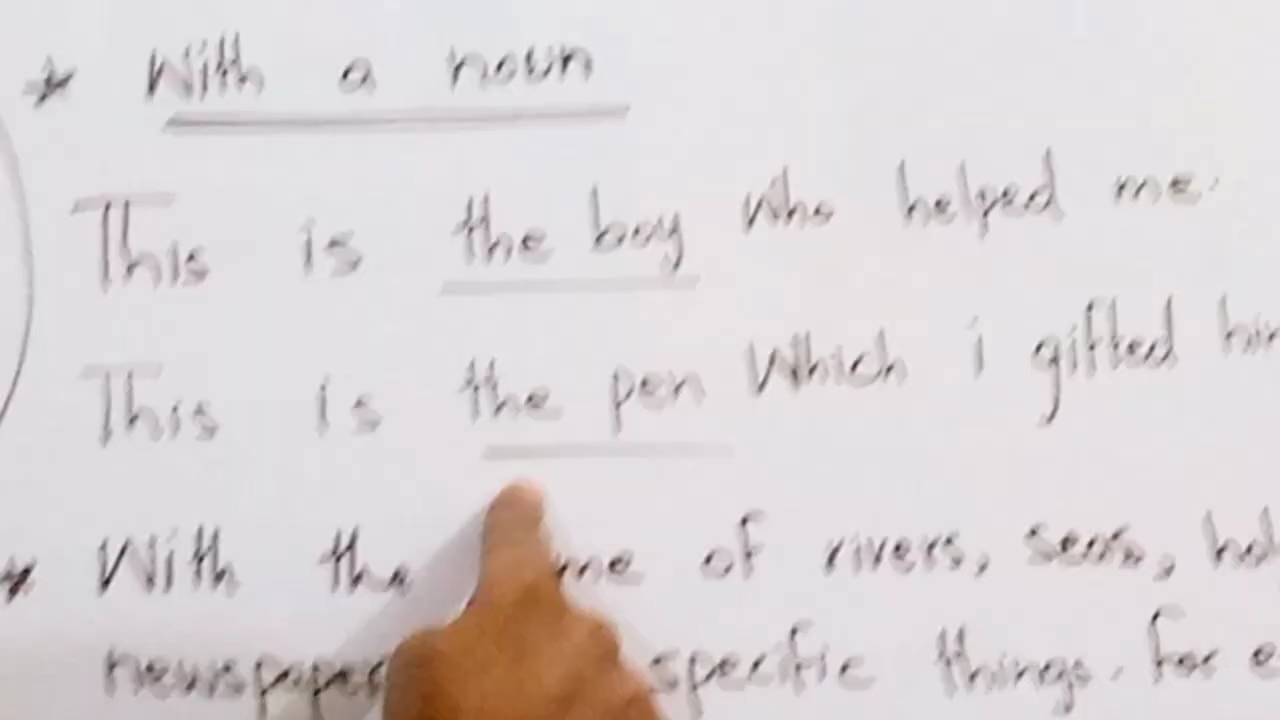 ★ With a noun
This is the boy who helped me.
This is the pen which i gifted
★ With the of rivers, seas,
specific things. For